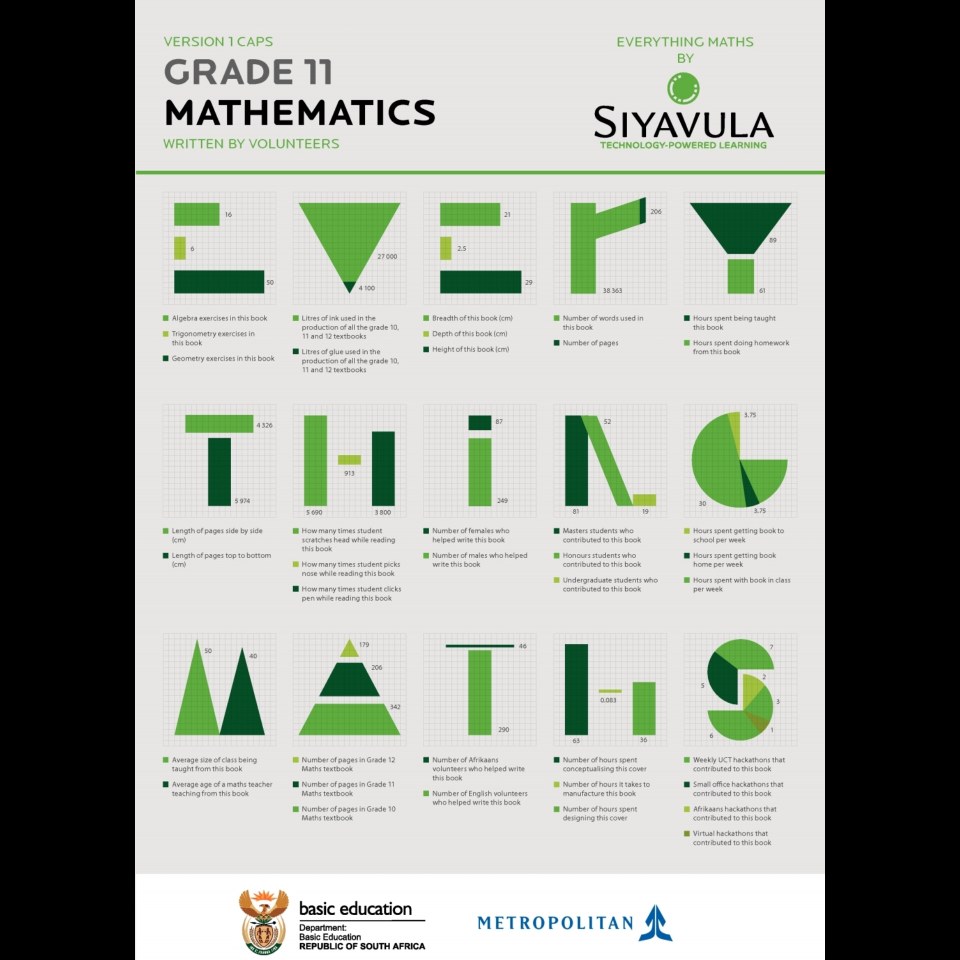 VERSION 1 CAPS
GRADE 11
MATHEMATICS
WRITTEN BY VOLUNTEERS
EVERYTHING MATHS
BY
SIYAVULA
TECHNOLOGY-POWERED LEARNING
16
6
50
Algebra exercises in this book
Trigonometry exercises in
this book
Geometry exercises in this book
27 000
4 100
Litres of ink used in the
production of all the grade 10,
11 and 12 textbooks
Litres of glue used in the
production of all the grade 10,
11 and 12 textbooks
21
2,5
29
Breadth of this book (cm)
Depth of this book (cm)
Height of this book (cm)
206
38 563
Number of words used in
this book
Number of pages
89
61
Hours spent being taught
this book
Hours spent doing homework
from this book
4 326
5 974
Length of pages side by side
(cm)
Length of pages top to bottom
(cm)
913
5 690
3 800
How many times student
scratches head while reading
this book
How many times student picks
nose while reading this book
How many times student clicks
pen while reading this book
87
249
Number of females who
helped write this book
Number of males who helped
write this book
52
81
19
Masters students who
contributed to this book
Honours students who
contributed to this book
Undergraduate students who
contributed to this book
3.75
30
3.75
Hours spent getting book to
school per week
Hours spent getting book
home per week
Hours spent with book in class
per week
50
40
Average size of class being
taught from this book
Average age of a maths teacher
teaching from this book
179
206
342
Number of pages in Grade 12
Maths textbook
Number of pages in Grade 11
Maths textbook
Number of pages in Grade 10
Maths textbook
46
290
Number of Afrikaans
volunteers who helped write
this book
Number of English volunteers
who helped write this book
0,083
63
36
Number of hours spent
conceptualising this cover
Number of hours it takes to
manufacture this book
Number of hours spent
designing this cover
7
2
5
3
1
6
Weekly UCT hackathons that
contributed to this book
Small office hackathons that
contributed to this book
Afrikaans hackathons that
contributed to this book
Virtual hackathons that
contributed to this book
basic education
Department:
Basic Education
REPUBLIC OF SOUTH AFRICA
METROPOLITAN